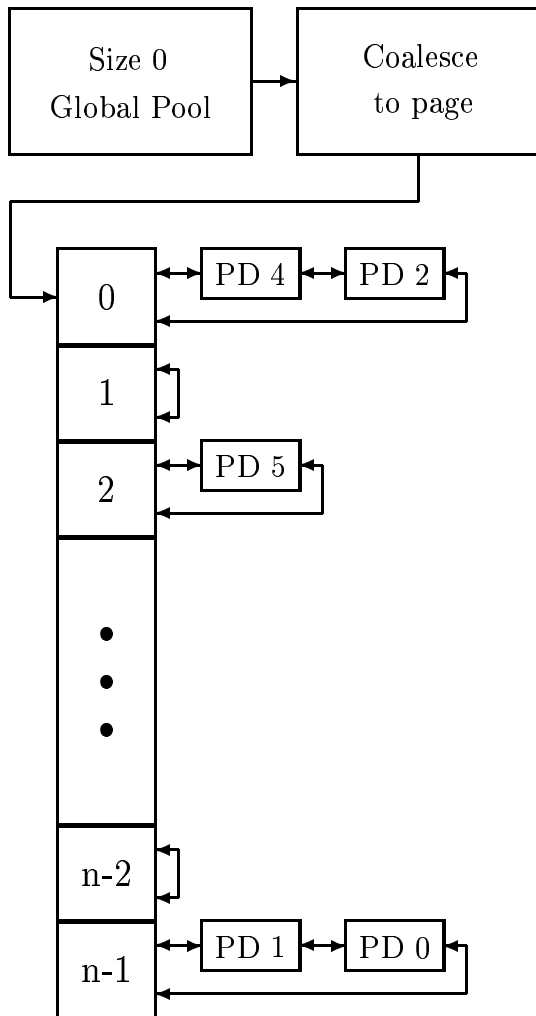 Size 0
Global Pool
Coalesce
to page
0
PD 4
PD 2
1
2
PD 5
n-2
n-1
PD 1
PD 0